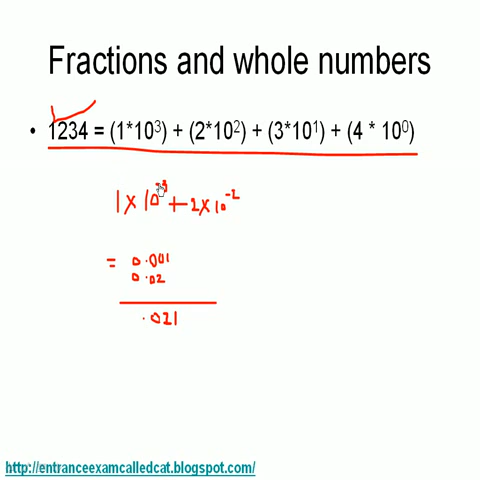 Fractions and whole numbers
• 1234 = (1*10³) + (2*10²) + (3*10¹) + (4 * 10⁰)
1 x 10⁻³ + 2 x 10⁻²
= 0.001
0.02
.021
http://entranceexamcalledcat.blogspot.com/